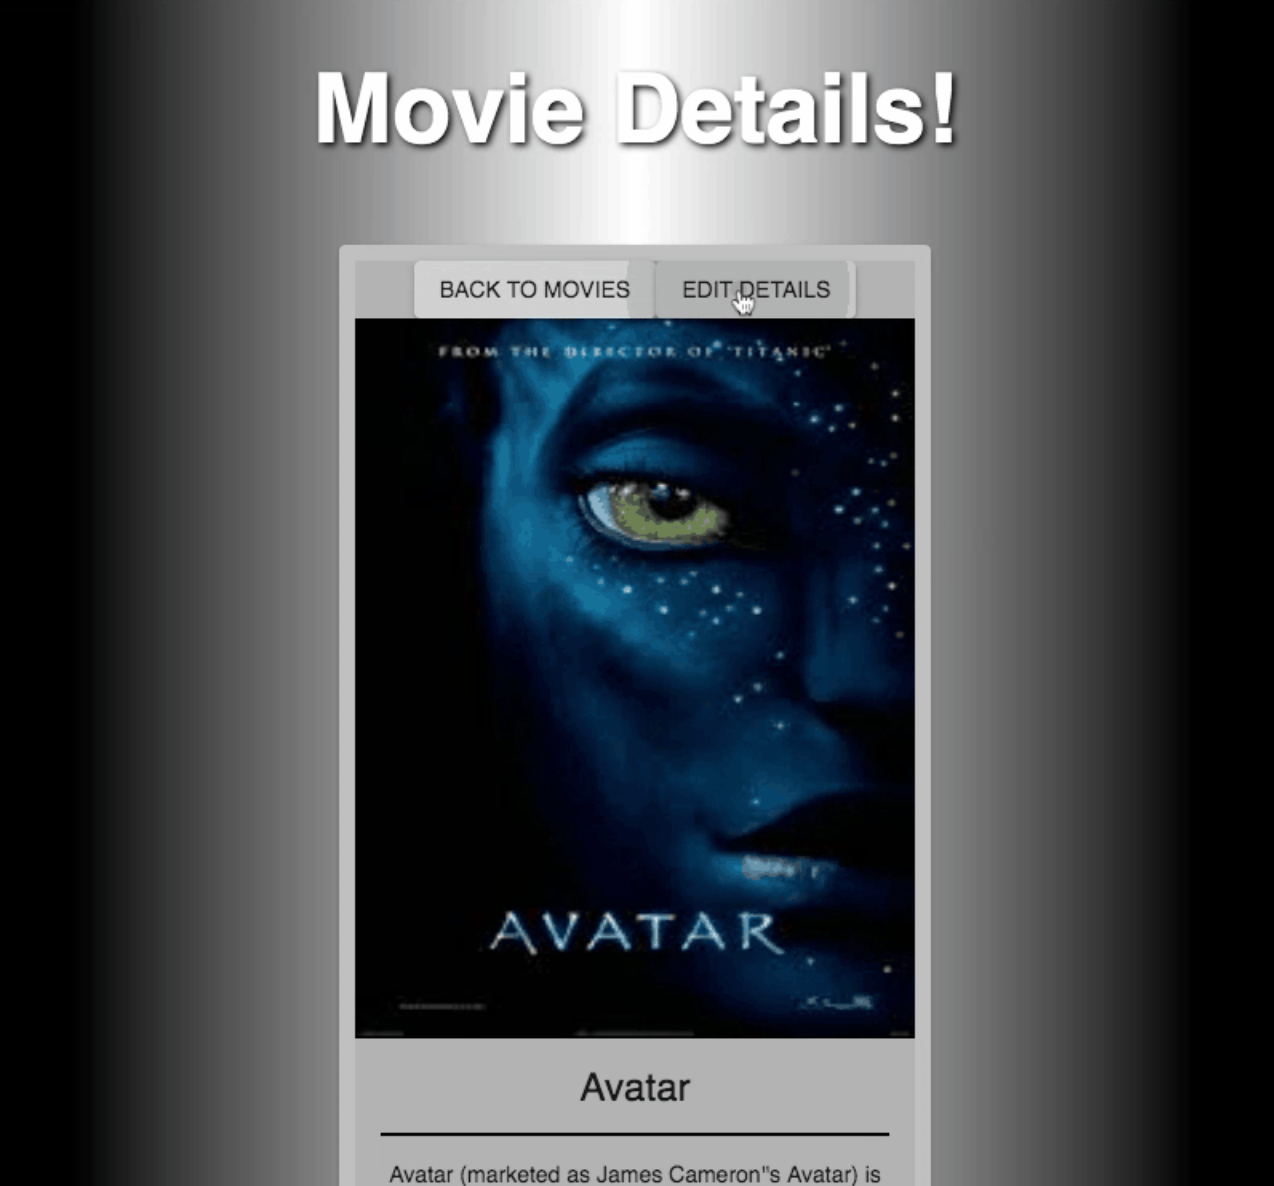 Movie Details!
BACK TO MOVIES EDIT DETAILS
FROM THE DIRECTOR OF 'TITANIC'
AVATAR
Avatar
Avatar (marketed as James Cameron''s Avatar) is